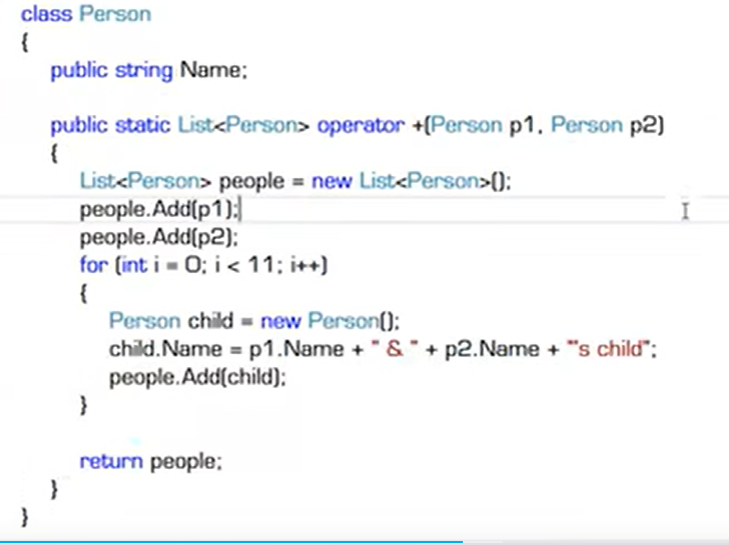 class Person
{
public string Name;
public static List<Person> operator +(Person p1, Person p2)
{
List<Person> people = new List<Person>();
people.Add(p1);
people.Add(p2);
for (int i = 0; i < 11; i++)
{
Person child = new Person();
child.Name = p1.Name + " & " + p2.Name + "'s child";
people.Add(child);
}
return people;
}
}